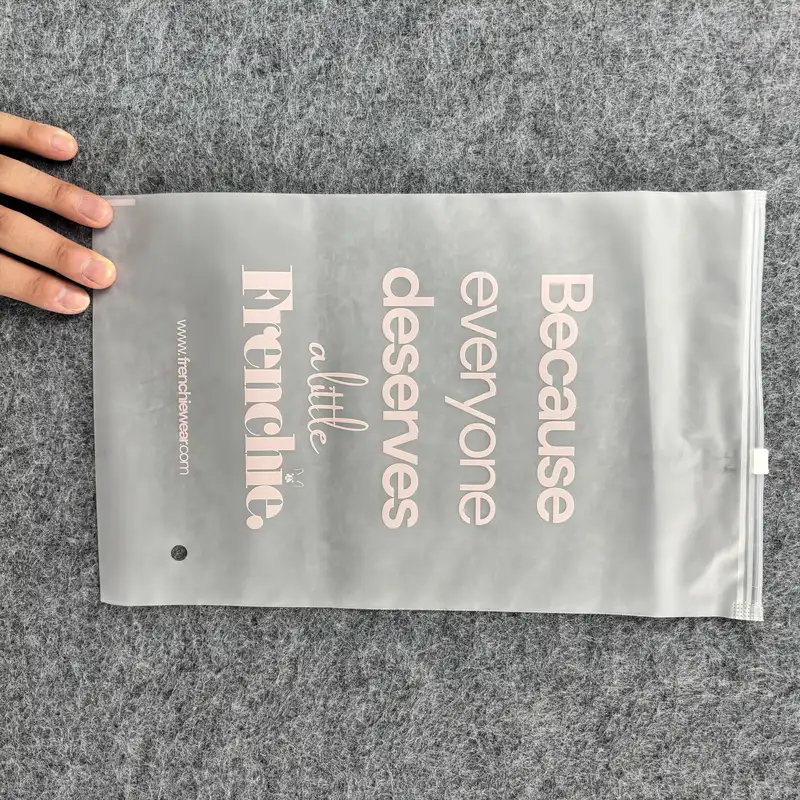 Because
everyone
deserves
a little
Frenchie.
www.frenchiewear.com